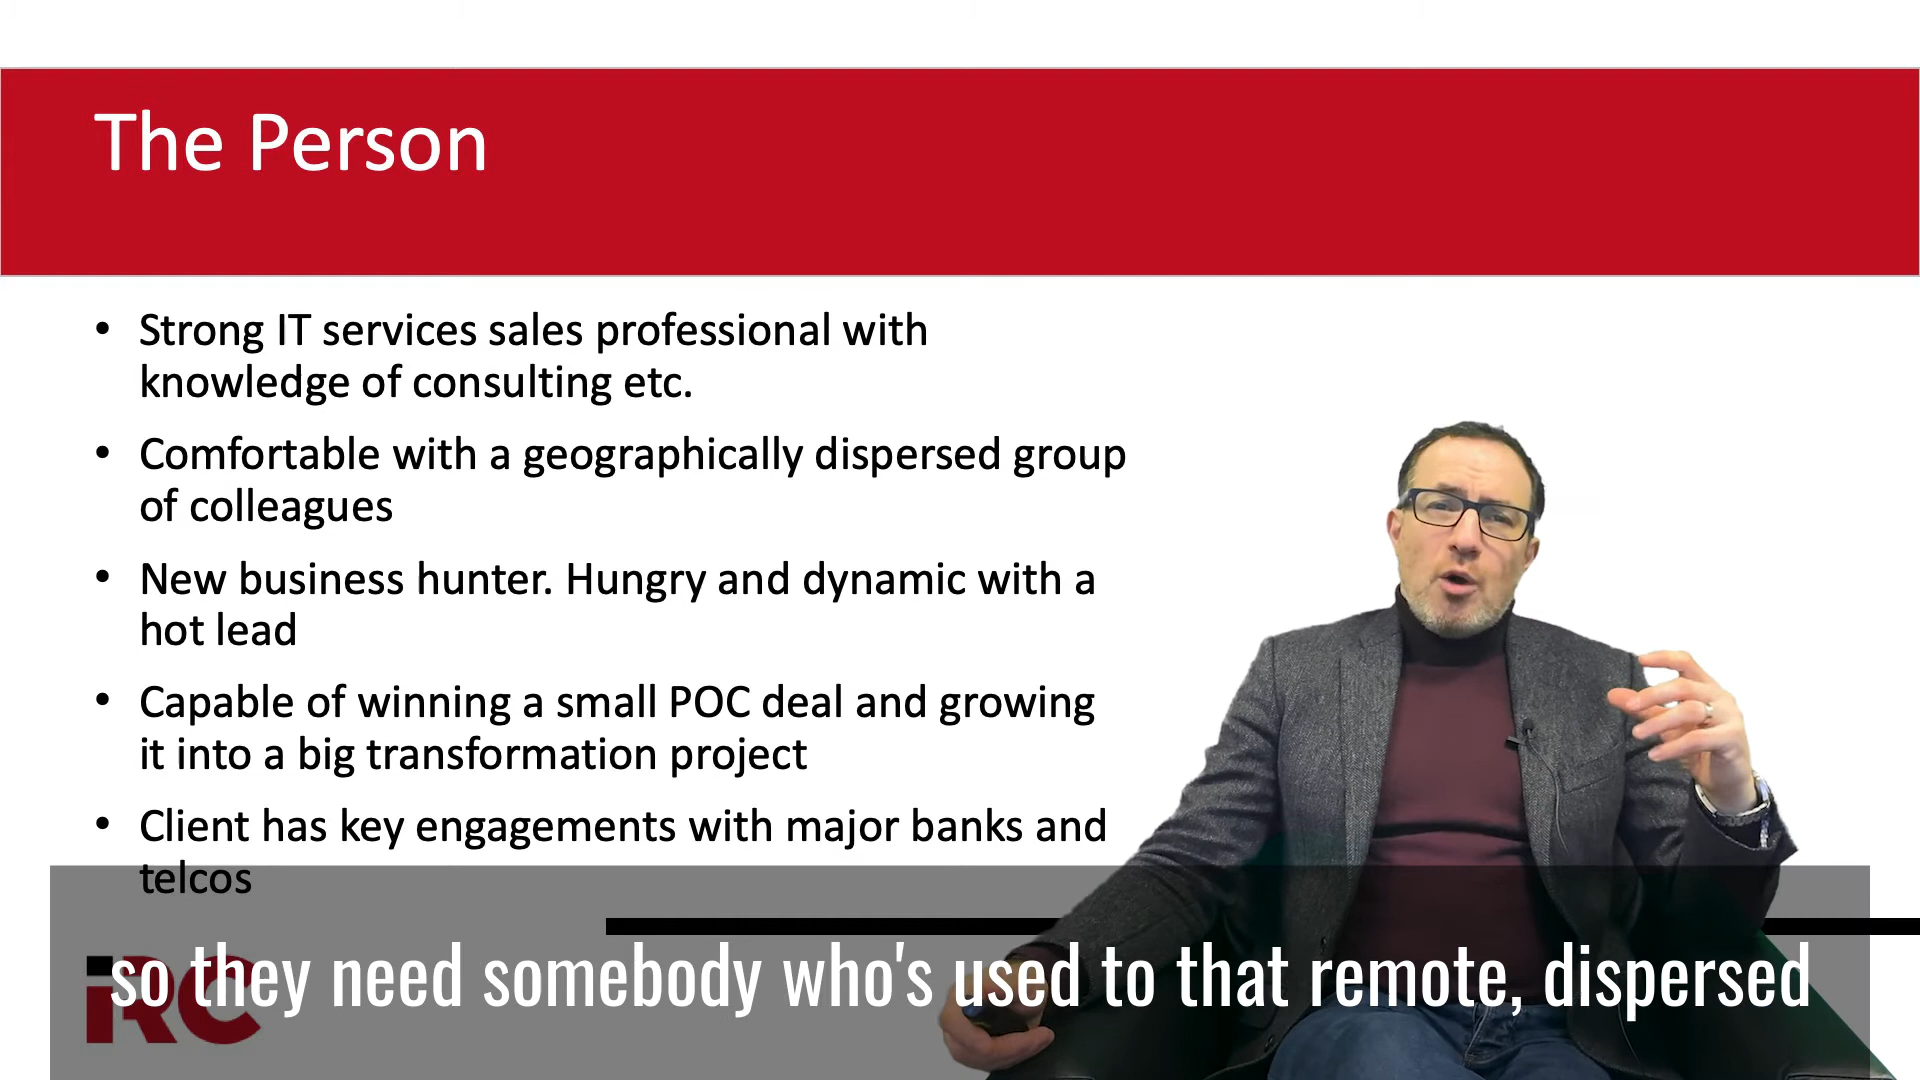 The Person
• Strong IT services sales professional with
knowledge of consulting etc.
• Comfortable with a geographically dispersed group
of colleagues
• New business hunter. Hungry and dynamic with a
hot lead
• Capable of winning a small POC deal and growing
it into a big transformation project
• Client has key engagements with major banks and
telcos
iRC
so they need somebody who's used to that remote, dispersed